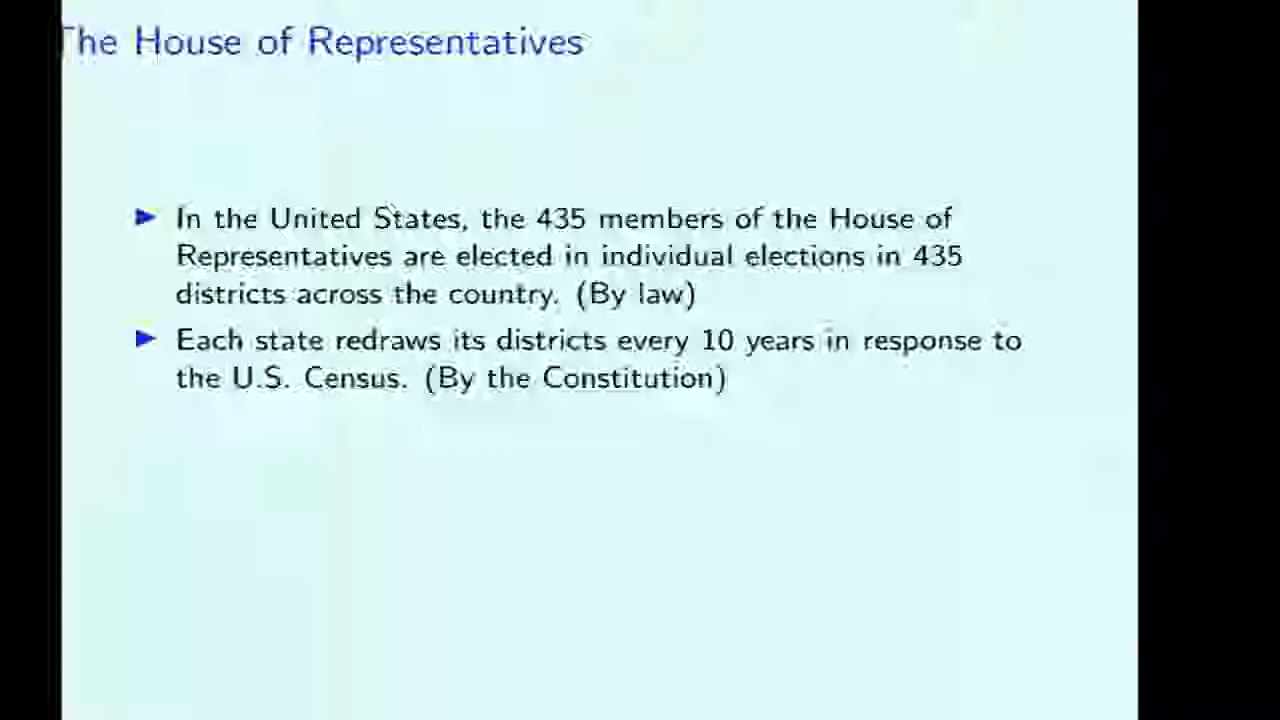 The House of Representatives
In the United States, the 435 members of the House of
Representatives are elected in individual elections in 435
districts across the country. (By law)
Each state redraws its districts every 10 years in response to
the U.S. Census. (By the Constitution)